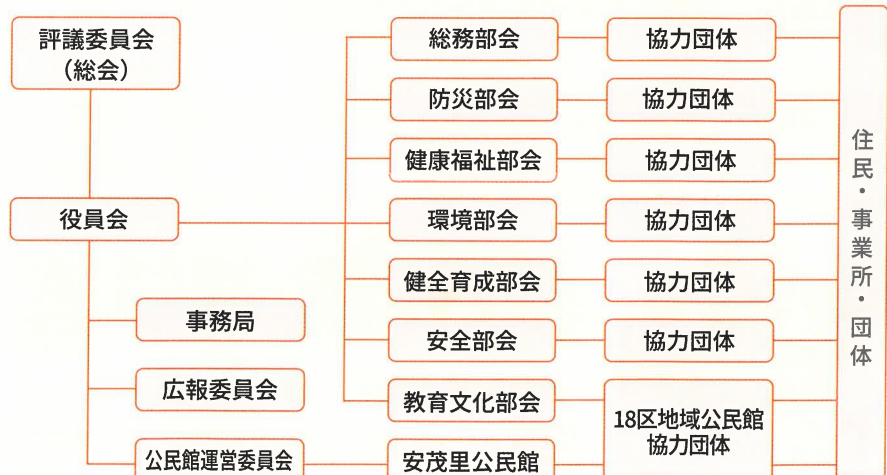 評議委員会
（総会）
役員会
事務局
広報委員会
公民館運営委員会
総務部会
協力団体
防災部会
協力団体
健康福祉部会
協力団体
環境部会
協力団体
健全育成部会
協力団体
安全部会
協力団体
教育文化部会
18区地域公民館
協力団体
安茂里公民館
住民・事業所・団体